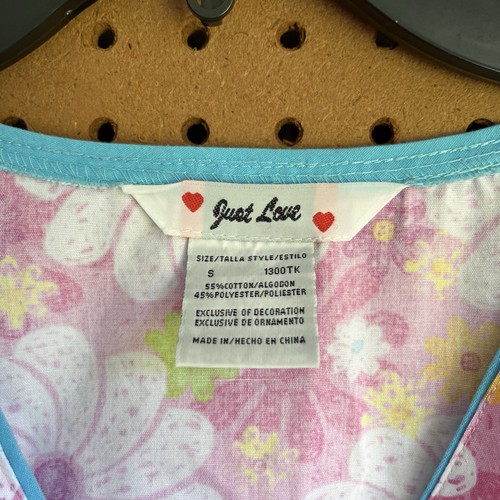 Just Love
SIZE/TALLA STYLE/ESTILO
S 1300TK
55%COTTON/ALGODON
45%POLYESTER/POLIESTER
EXCLUSIVE OF DECORATION
EXCLUSIVE DE ORNAMENTO
MADE IN/HECHO EN CHINA